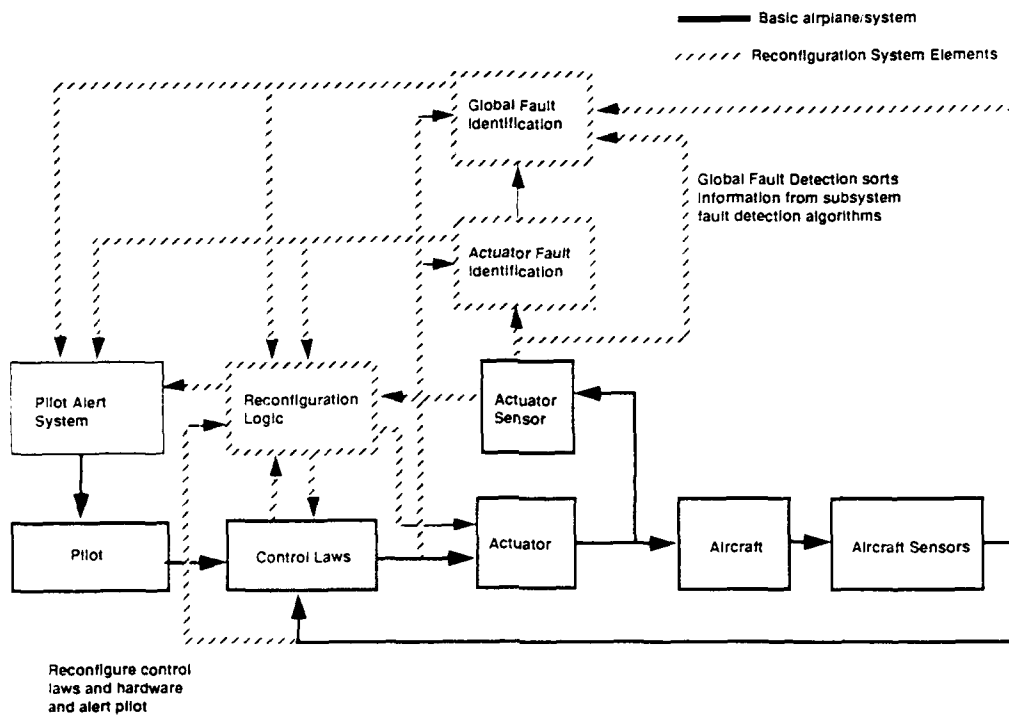 Basic airplane/system
Reconfiguration System Elements
Global Fault
Identification
Global Fault Detection sorts
Information from subsystem
fault detection algorithms
Actuator Fault
Identification
Pilot Alert
System
Reconfiguration
Logic
Actuator
Sensor
Pilot
Control Laws
Actuator
Aircraft
Aircraft Sensors
Reconfigure control
laws and hardware
and alert pilot